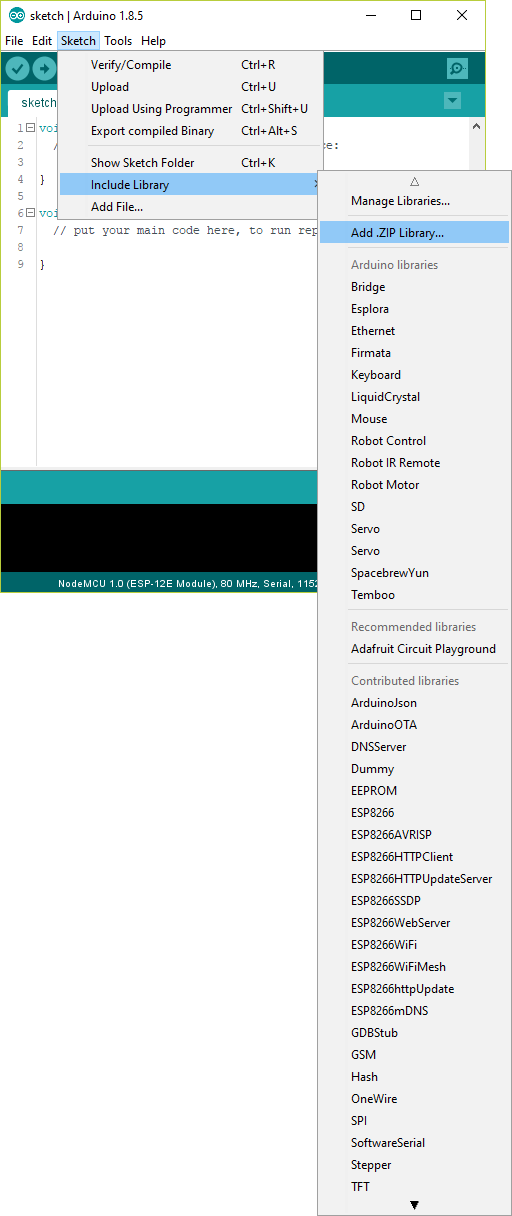 sketch | Arduino 1.8.5
File Edit Sketch Tools Help
Verify/Compile Ctrl+R
Upload Ctrl+U
Upload Using Programmer Ctrl+Shift+U
Export compiled Binary Ctrl+Alt+S
Show Sketch Folder Ctrl+K
Include Library
Add File...
sketch
1
2 ce:
3
4 }
5
6
7 // put your main code here, to run rep
8
9 }
NodeMCU 1.0 (ESP-12E Module), 80 MHz, Serial, 1152
Manage Libraries...
Add .ZIP Library...
Arduino libraries
Bridge
Esplora
Ethernet
Firmata
Keyboard
LiquidCrystal
Mouse
Robot Control
Robot IR Remote
Robot Motor
SD
Servo
Servo
SpacebrewYun
Temboo
Recommended libraries
Adafruit Circuit Playground
Contributed libraries
ArduinoJson
ArduinoOTA
DNSServer
Dummy
EEPROM
ESP8266
ESP8266AVRISP
ESP8266HTTPClient
ESP8266HTTPUpdateServer
ESP8266SSDP
ESP8266WebServer
ESP8266WiFi
ESP8266WiFiMesh
ESP8266httpUpdate
ESP8266mDNS
GDBStub
GSM
Hash
OneWire
SPI
SoftwareSerial
Stepper
TFT